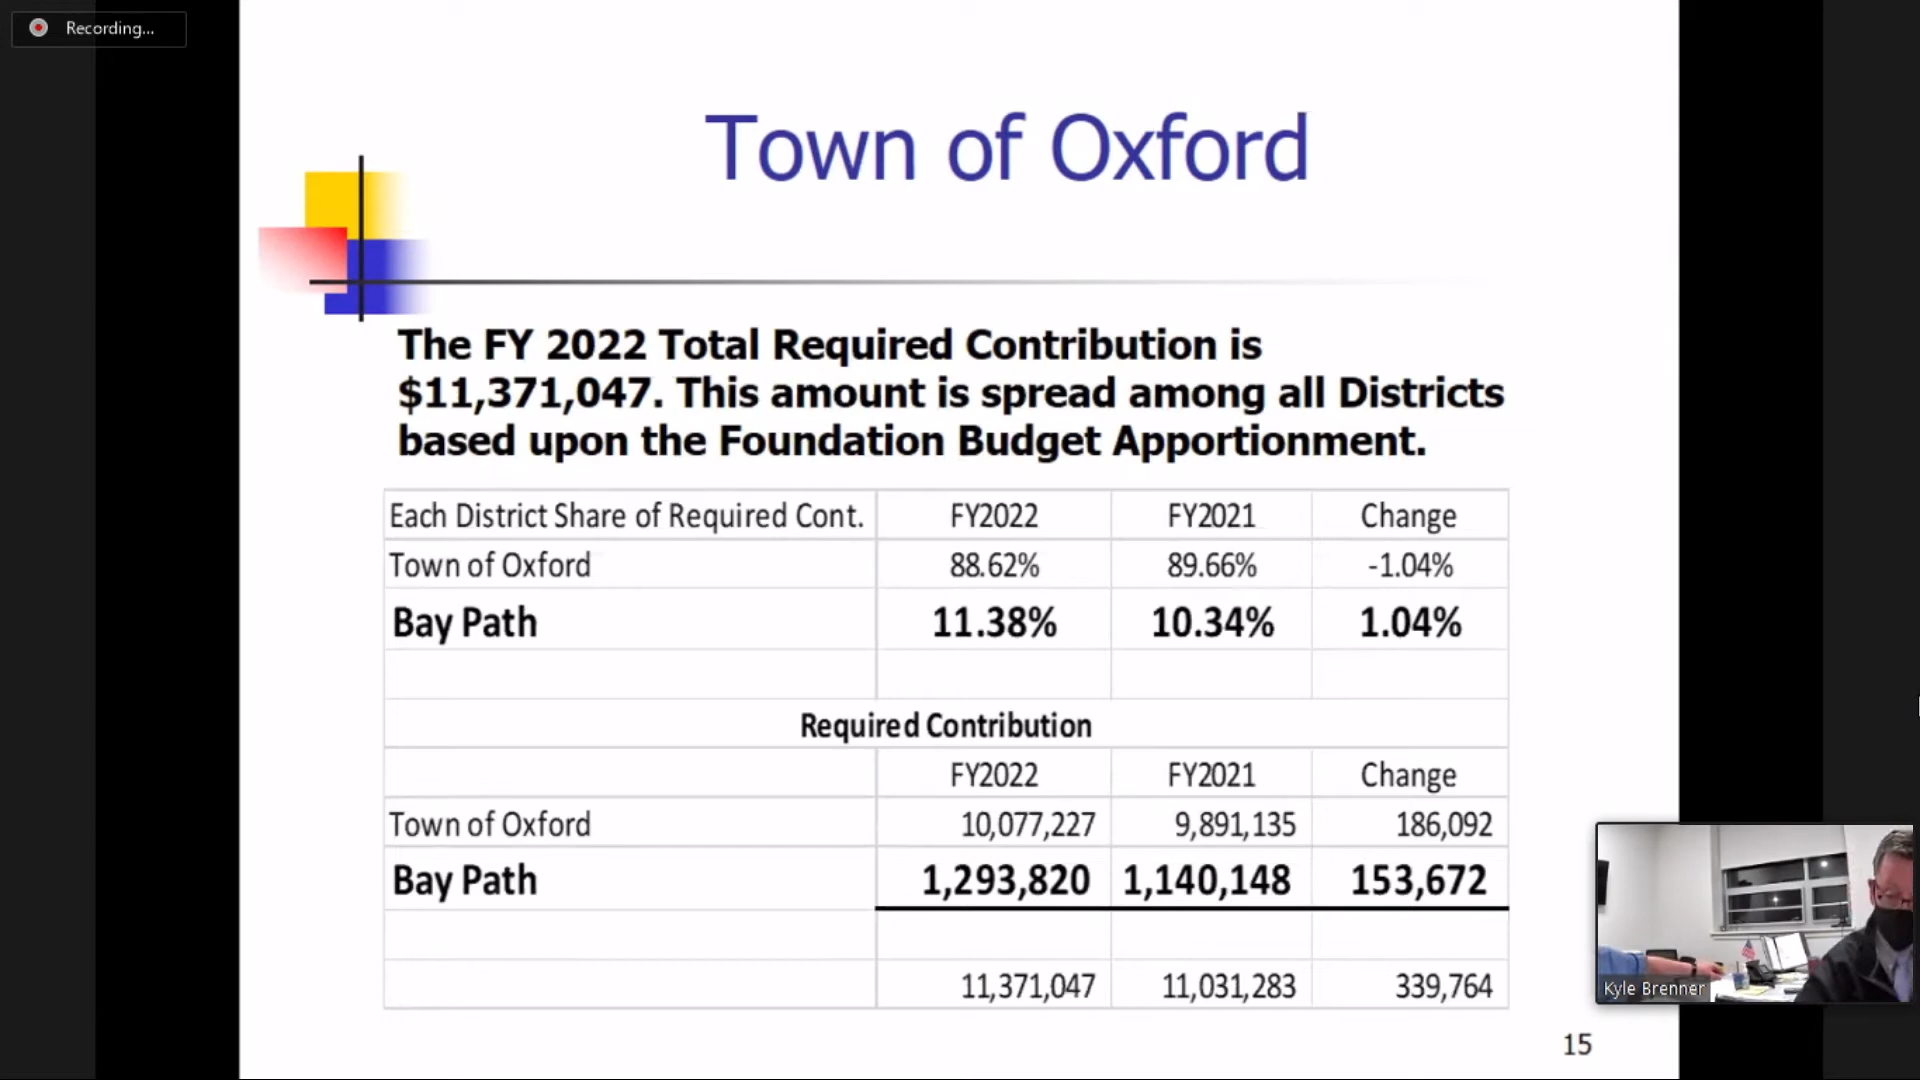 Recording...
Town of Oxford
The FY 2022 Total Required Contribution is
$11,371,047. This amount is spread among all Districts
based upon the Foundation Budget Apportionment.
Each District Share of Required Cont. FY2022 FY2021 Change
Town of Oxford 88.62% 89.66% -1.04%
Bay Path 11.38% 10.34% 1.04%
Required Contribution
FY2022 FY2021 Change
Town of Oxford 10,077,227 9,891,135 186,092
Bay Path 1,293,820 1,140,148 153,672
11,371,047 11,031,283 339,764
Kyle Brenner
15